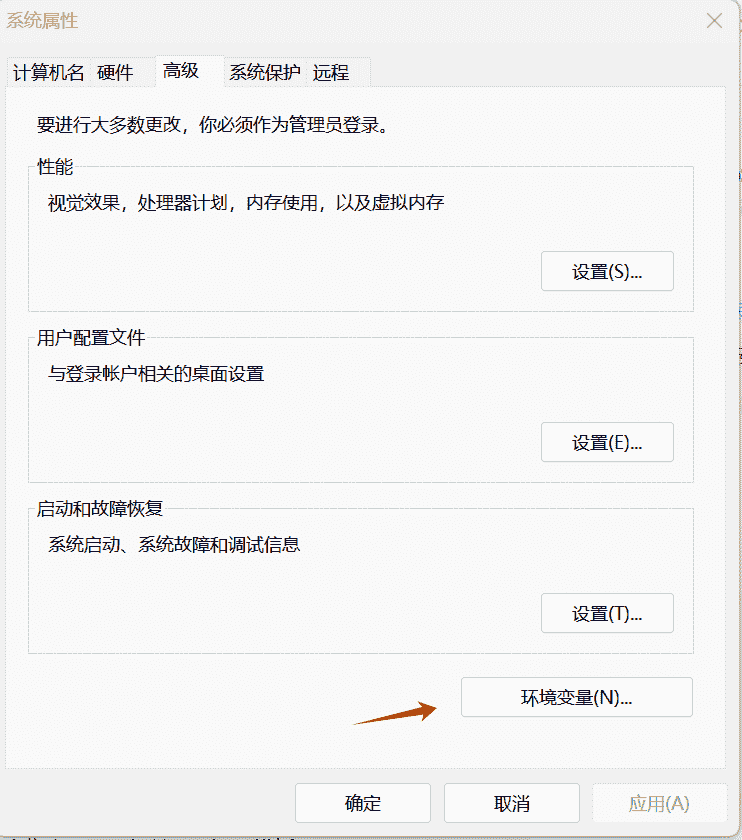 系统属性
计算机名 硬件 高级 系统保护 远程
要进行大多数更改，你必须作为管理员登录。
性能
视觉效果，处理器计划，内存使用，以及虚拟内存
设置(S)...
用户配置文件
与登录帐户相关的桌面设置
设置(E)...
启动和故障恢复
系统启动、系统故障和调试信息
设置(T)...
环境变量(N)...
确定 取消 应用(A)